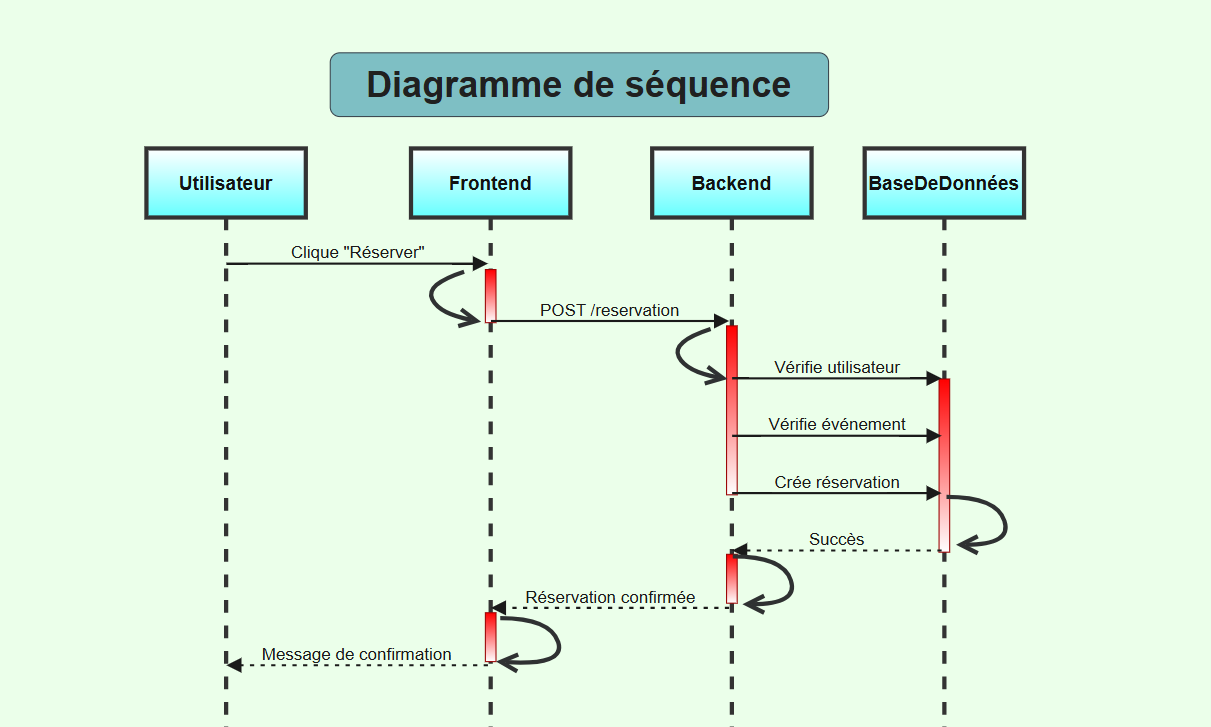 Diagramme de séquence
Utilisateur
Frontend
Backend
BaseDeDonnées
Clique "Réserver"
POST /reservation
Vérifie utilisateur
Vérifie événement
Crée réservation
Succès
Réservation confirmée
Message de confirmation